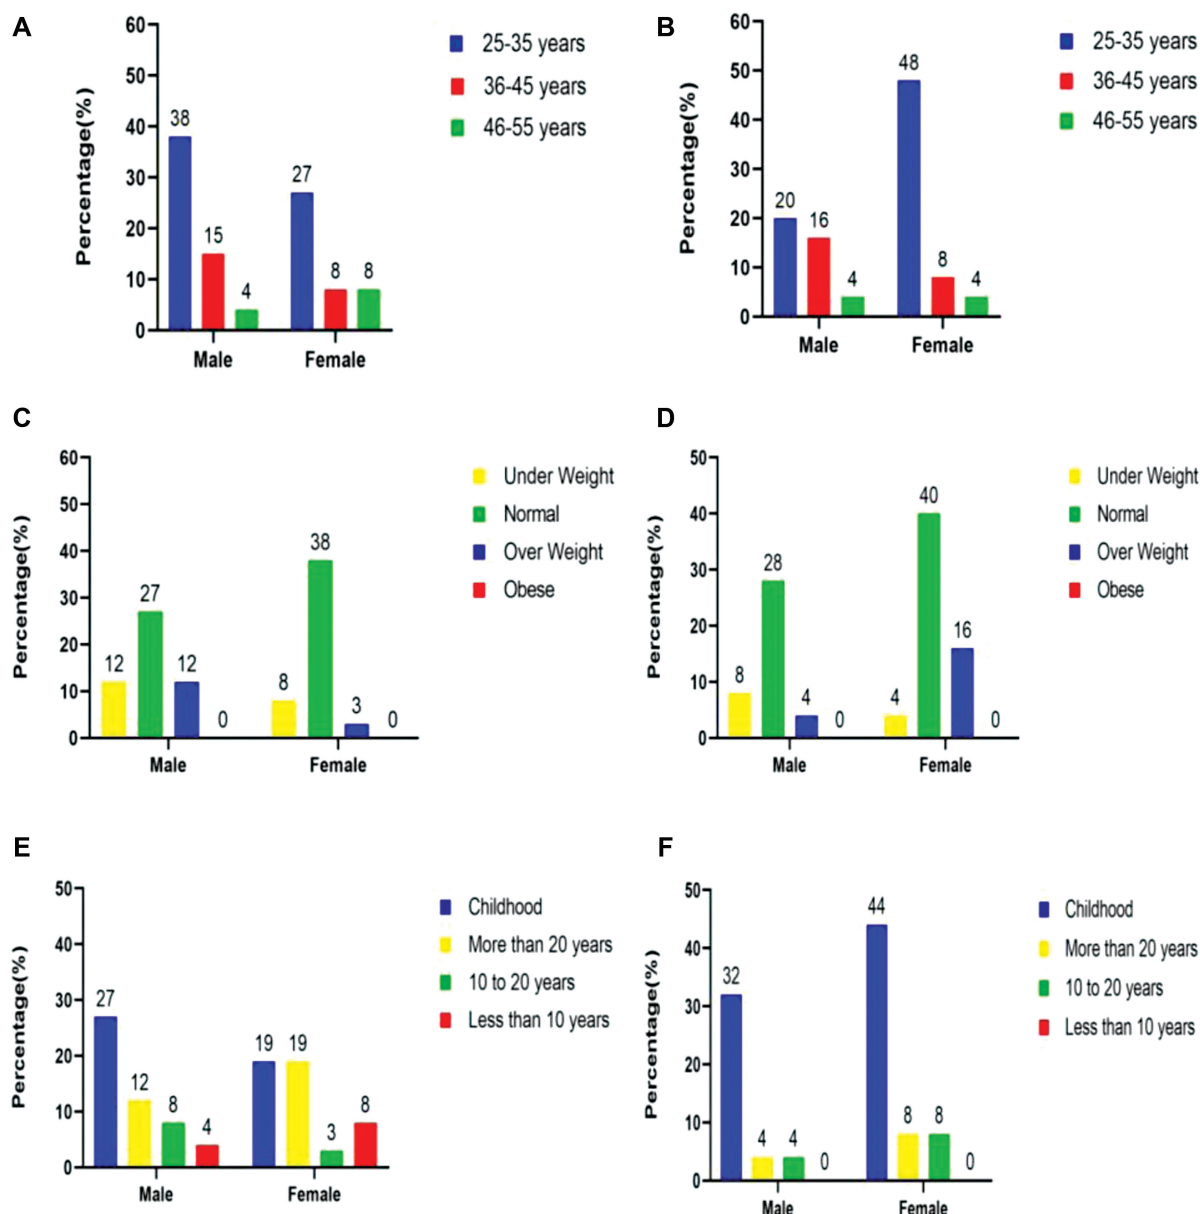 A
60
50
40
30
20
10
0
Percentage(%)
38
15
4
27
8
8
Male
Female
25-35 years
36-45 years
46-55 years
B
60
50
40
30
20
10
0
Percentage(%)
20
16
4
48
8
4
Male
Female
25-35 years
36-45 years
46-55 years
C
60
50
40
30
20
10
0
Percentage(%)
12
27
12
0
8
38
3
0
Male
Female
Under Weight
Normal
Over Weight
Obese
D
50
40
30
20
10
0
Percentage(%)
8
28
4
0
4
40
16
0
Male
Female
Under Weight
Normal
Over Weight
Obese
E
50
40
30
20
10
0
Percentage(%)
27
12
8
4
19
19
3
8
Male
Female
Childhood
More than 20 years
10 to 20 years
Less than 10 years
F
50
40
30
20
10
0
Percentage(%)
32
4
4
0
44
8
8
0
Male
Female
Childhood
More than 20 years
10 to 20 years
Less than 10 years